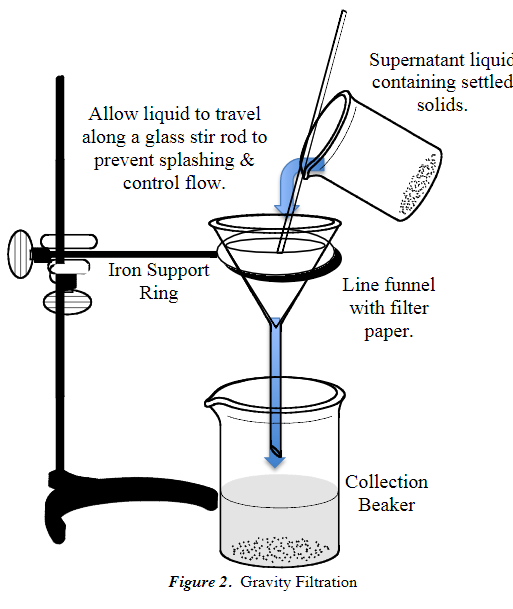 Supernatant liquid
containing settled
solids.
Allow liquid to travel
along a glass stir rod to
prevent splashing &
control flow.
Iron Support
Ring
Line funnel
with filter
paper.
Collection
Beaker
Figure 2. Gravity Filtration